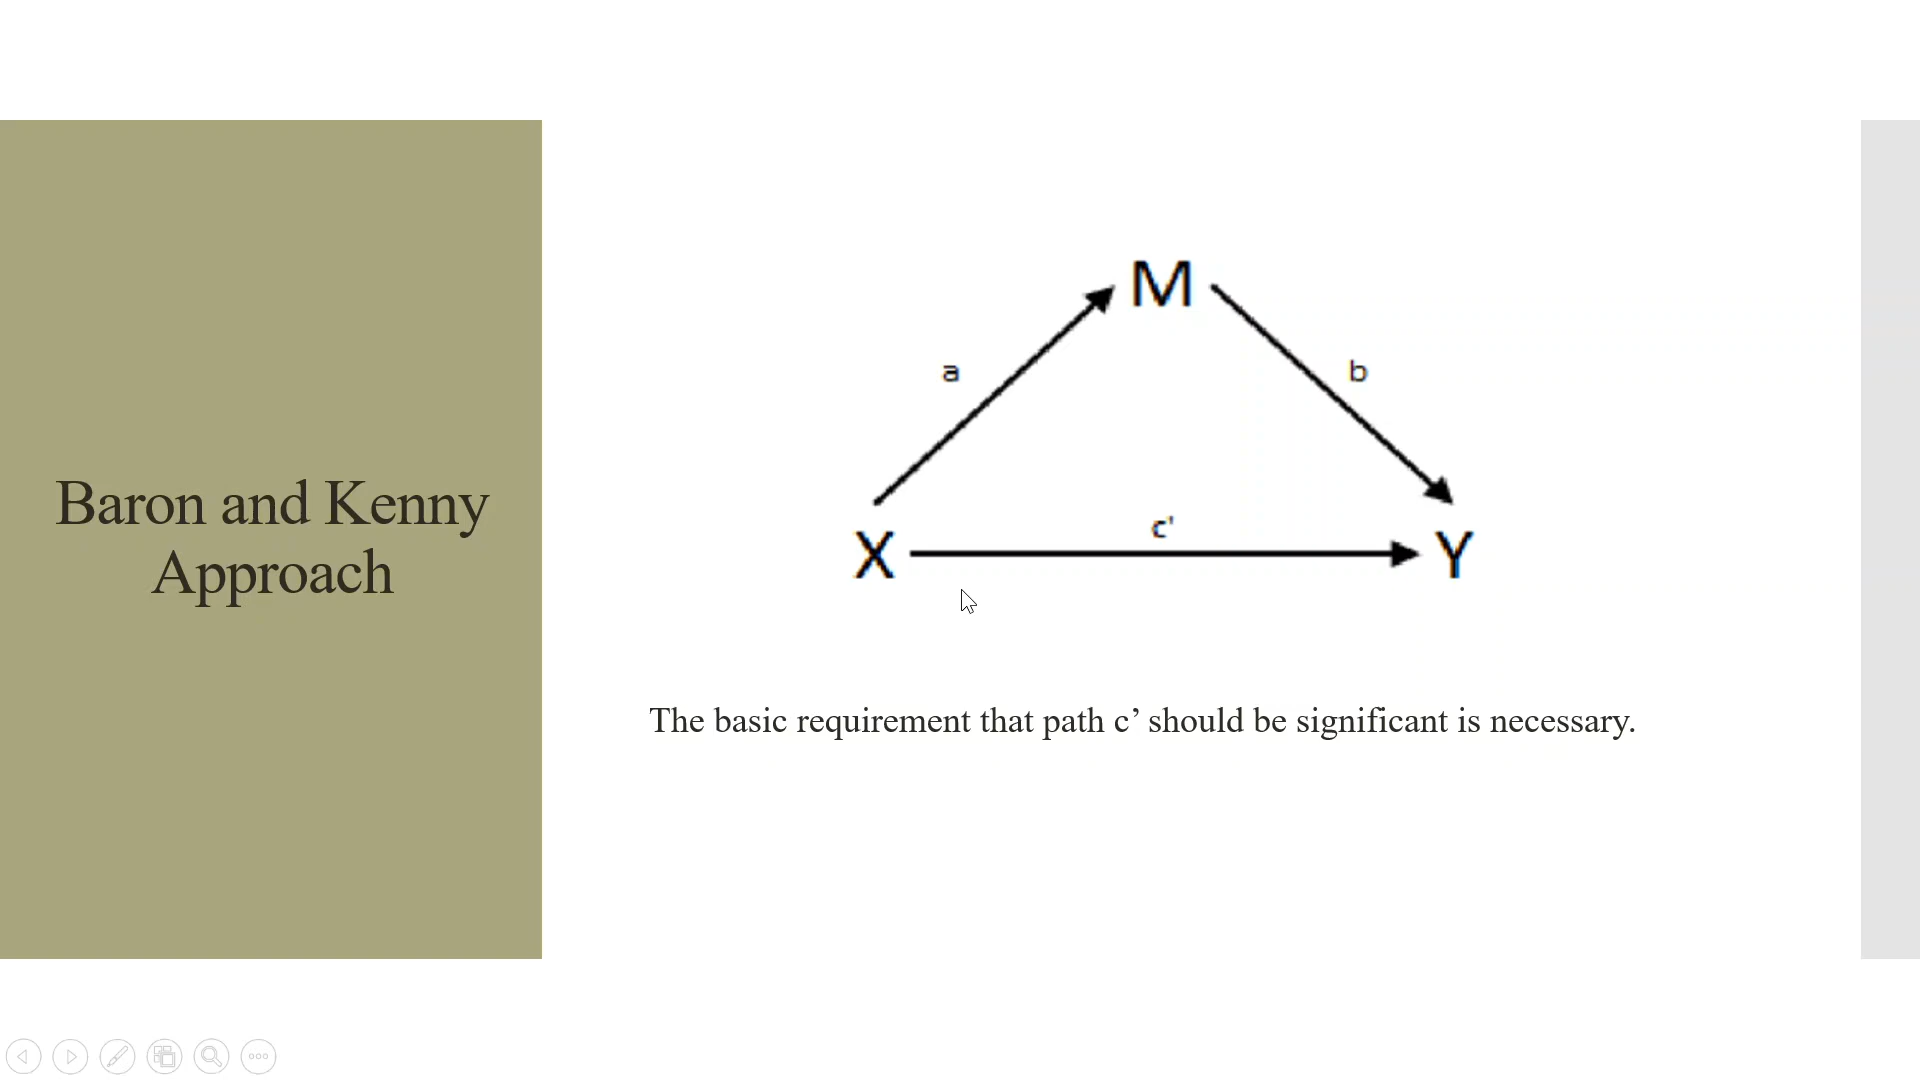 Baron and Kenny
Approach
M
a
b
c'
X
Y
The basic requirement that path c’ should be significant is necessary.